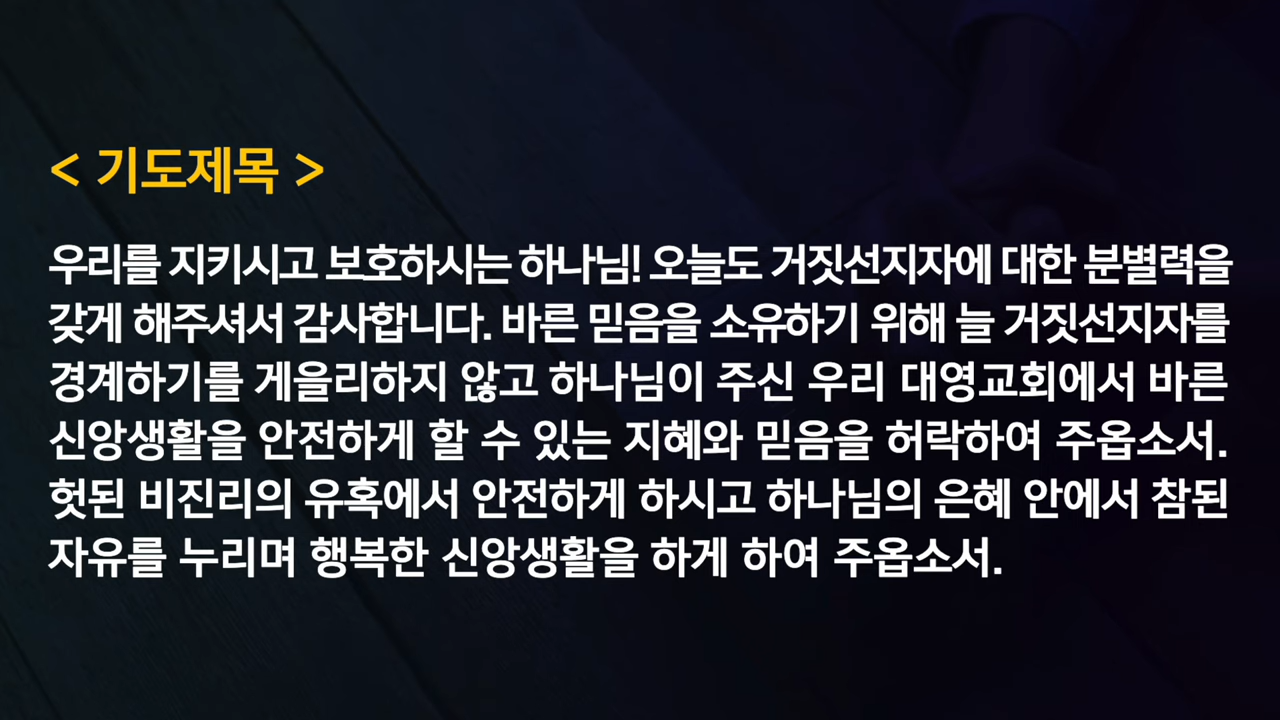 < 기도제목 >
우리를 지키시고 보호하시는 하나님! 오늘도 거짓선지자에 대한 분별력을
갖게 해주셔서 감사합니다. 바른 믿음을 소유하기 위해 늘 거짓선지자를
경계하기를 게을리하지 않고 하나님이 주신 우리 대영교회에서 바른
신앙생활을 안전하게 할 수 있는 지혜와 믿음을 허락하여 주옵소서.
헛된 비진리의 유혹에서 안전하게 하시고 하나님의 은혜 안에서 참된
자유를 누리며 행복한 신앙생활을 하게 하여 주옵소서.